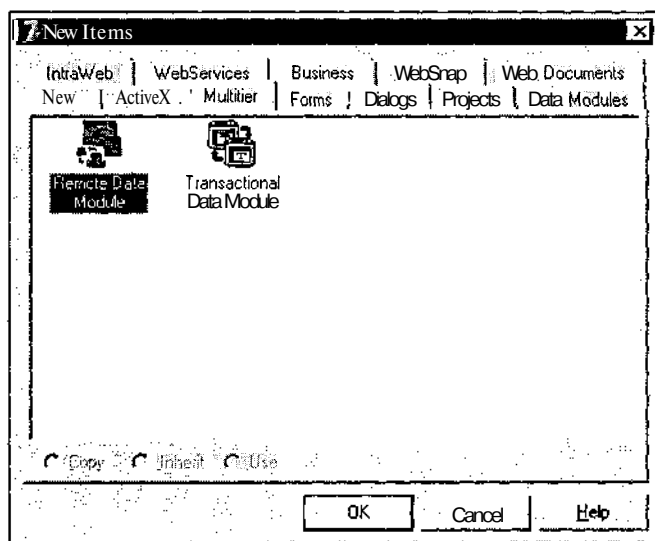 New Items
IntraWeb WebServices Business WebSnap Web Documents
New ActiveX Multitier Forms Dialogs Projects Data Modules
Remote Data Module
Transactional Data Module
Copy Inherit Use
OK Cancel Help